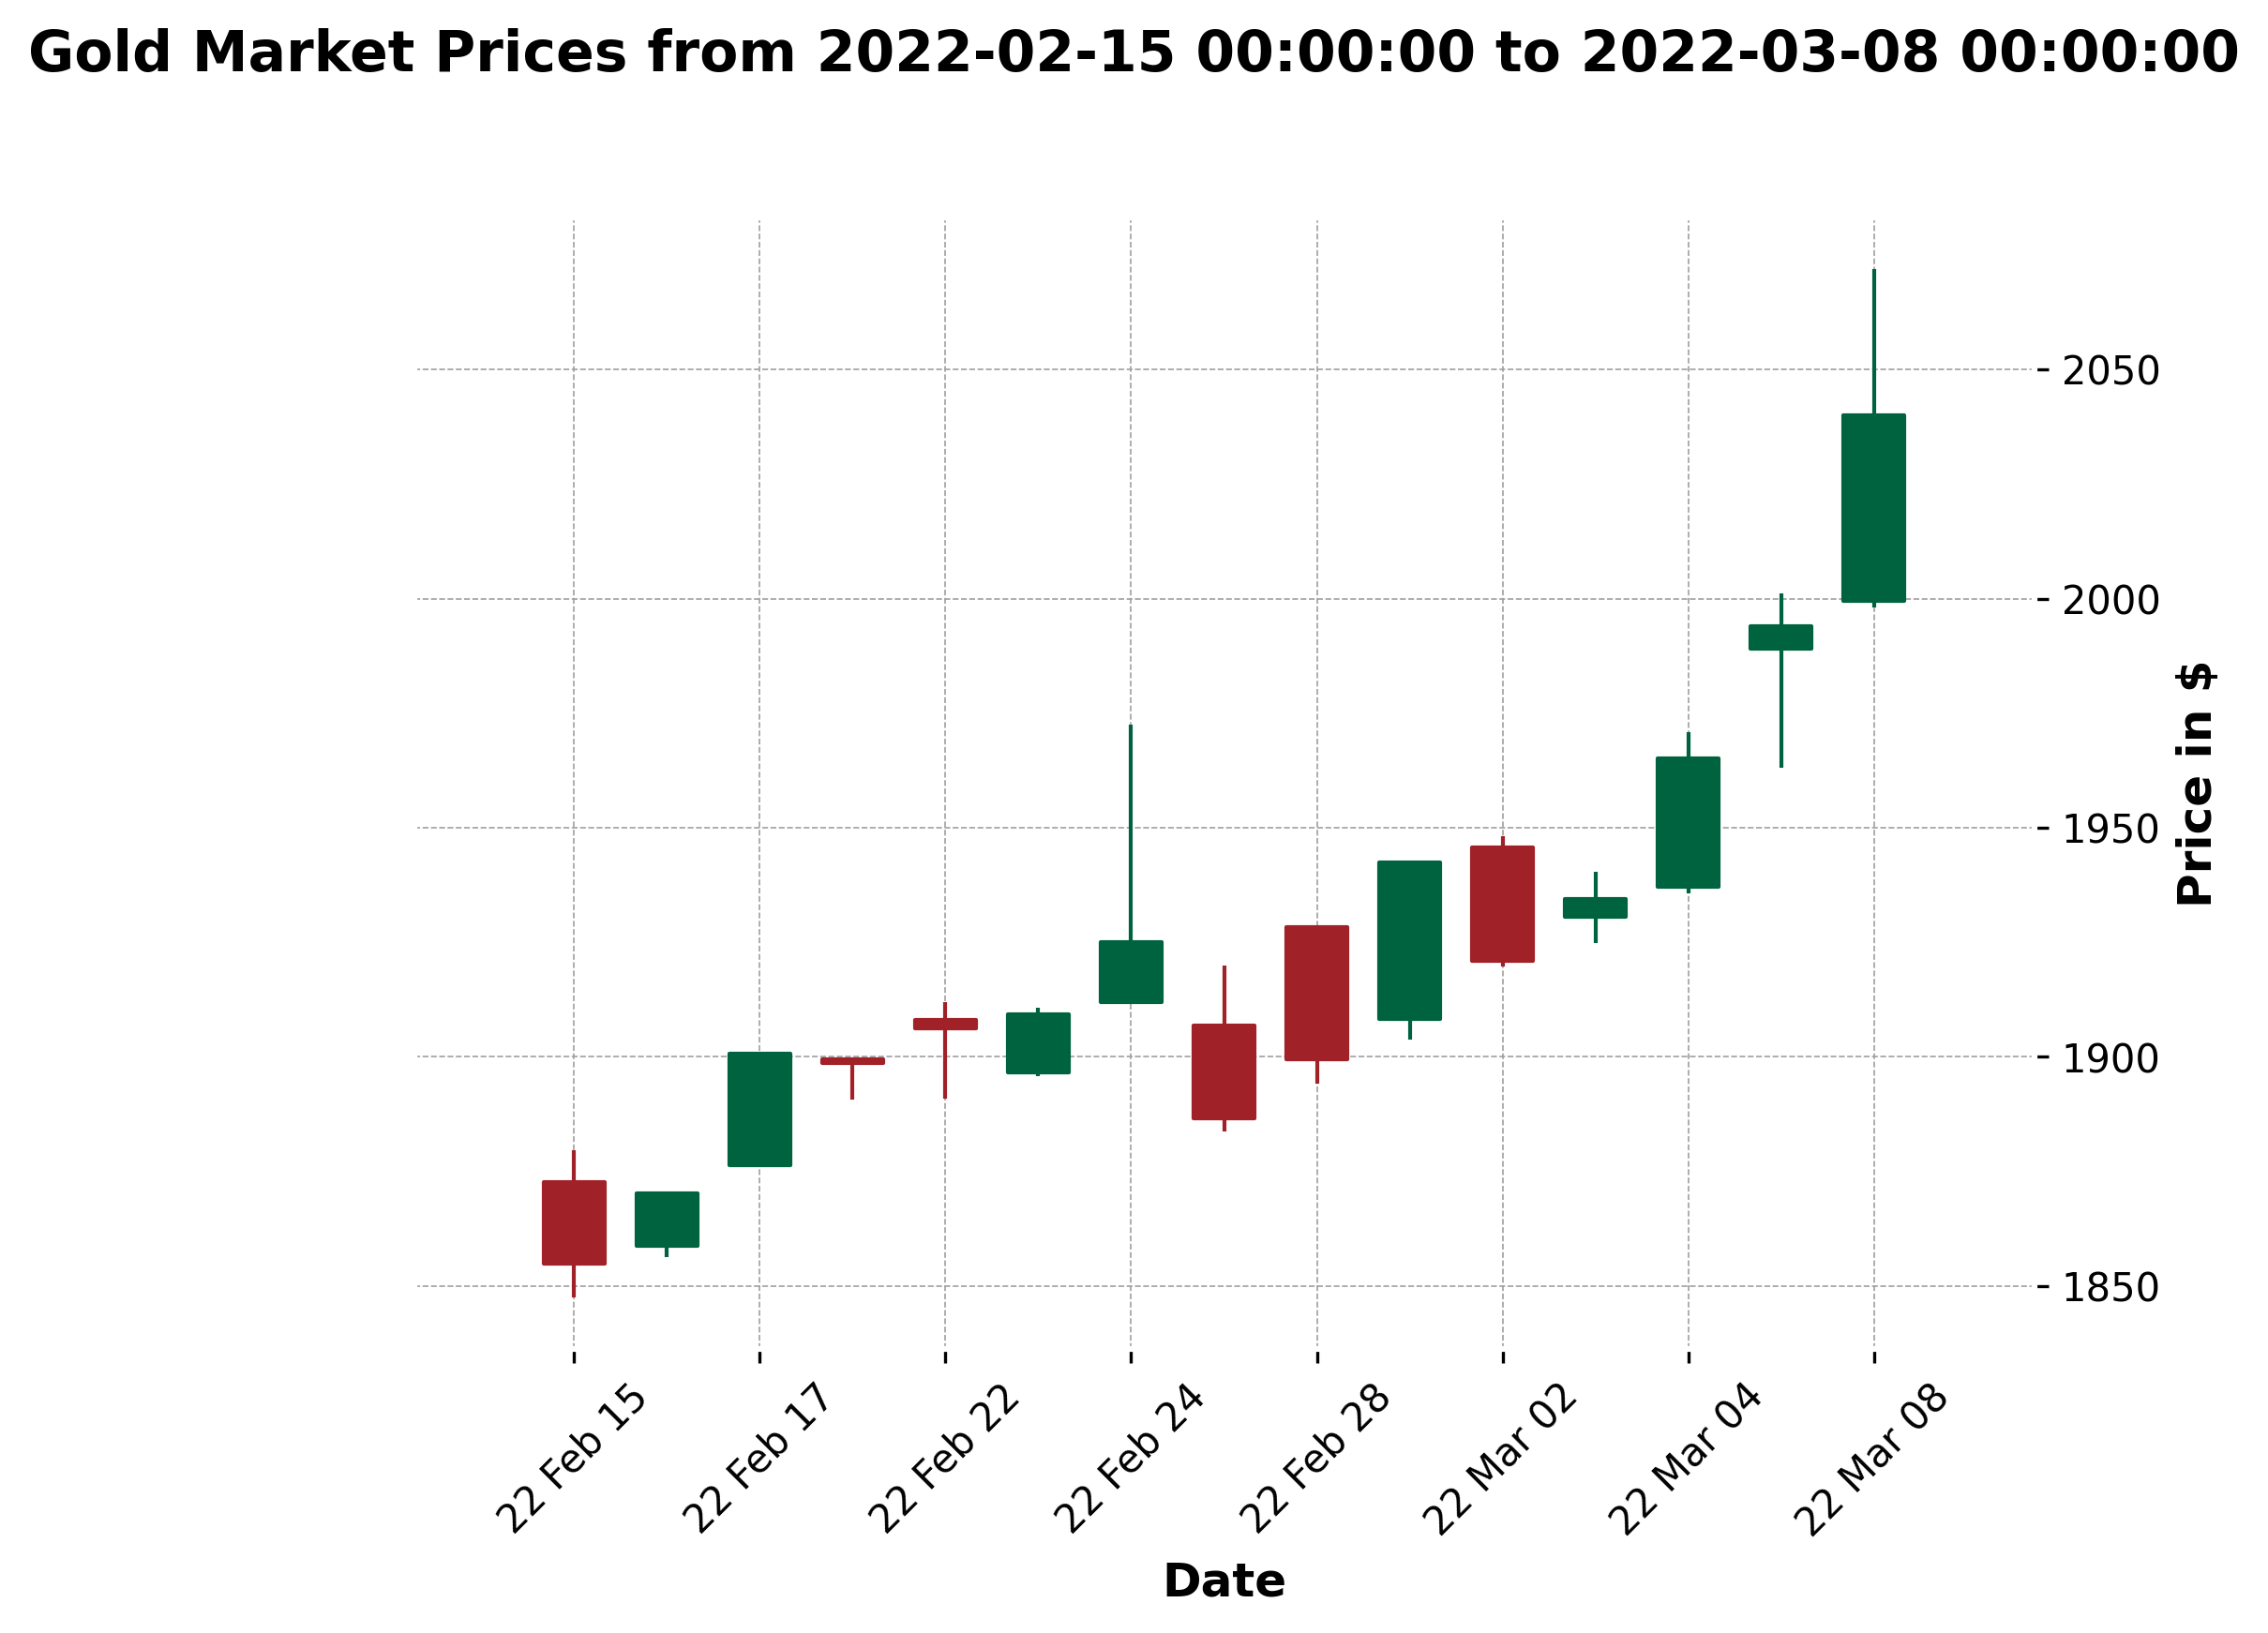 Gold Market Prices from 2022-02-15 00:00:00 to 2022-03-08 00:00:00
2050
2000
1950
1900
1850
Price in $
22 Feb 15
22 Feb 17
22 Feb 22
22 Feb 24
22 Feb 28
22 Mar 02
22 Mar 04
22 Mar 08
Date